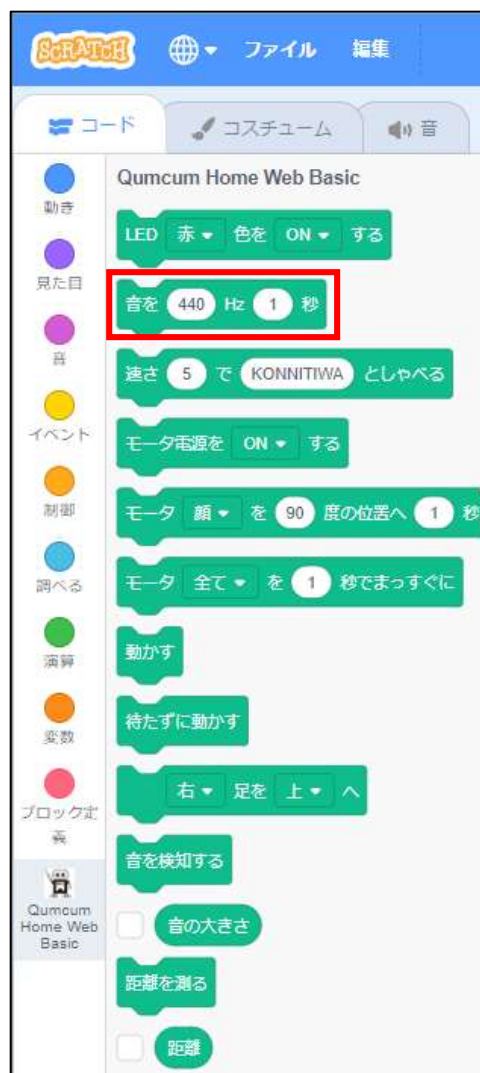 SCRATCH ファイル 編集
コード コスチューム 音
Qumcum Home Web Basic
動き
見た目
音
イベント
制御
調べる
演算
変数
ブロック定
義
Qumcum
Home Web
Basic
LED 赤 色を ON する
音を 440 Hz 1 秒
速さ 5 で KONNITIWA としゃべる
モータ電源を ON する
モータ 顔 を 90 度の位置へ 1 秒
モータ 全て を 1 秒でまっすぐに
動かす
待たずに動かす
右 足を 上 へ
音を検知する
音の大きさ
距離を測る
距離